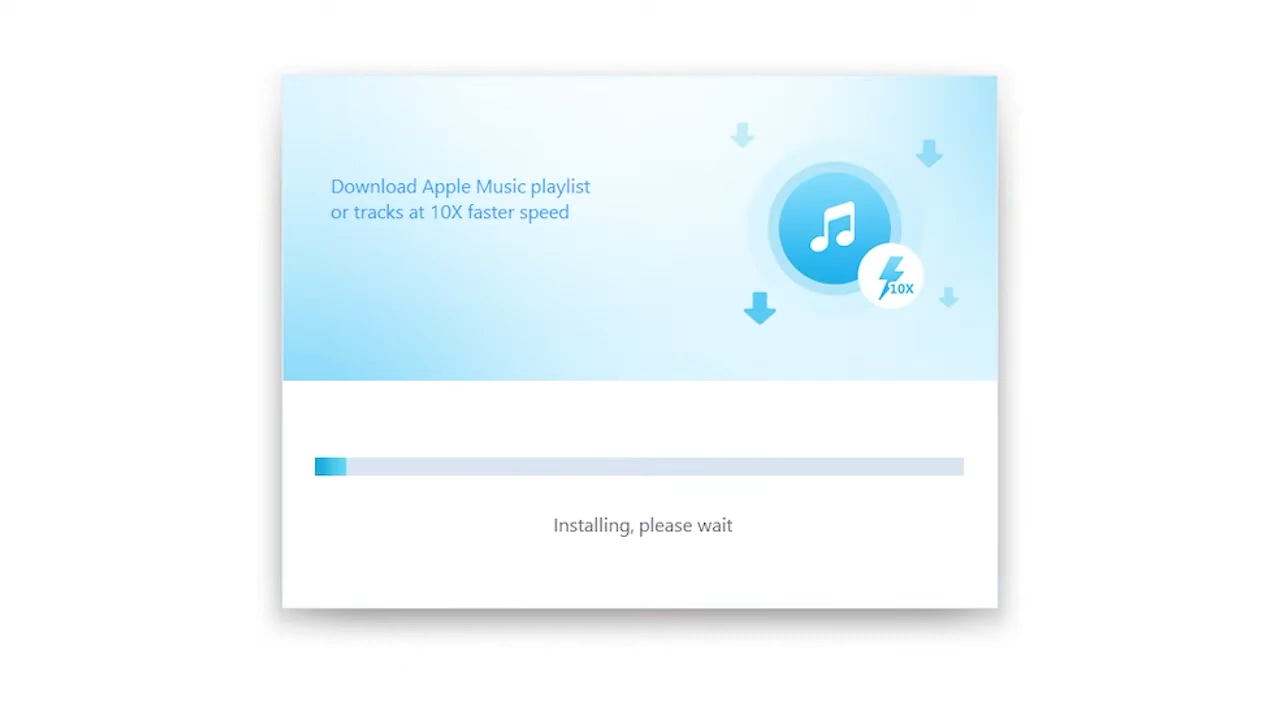 Download Apple Music playlist
or tracks at 10X faster speed
10X
Installing, please wait